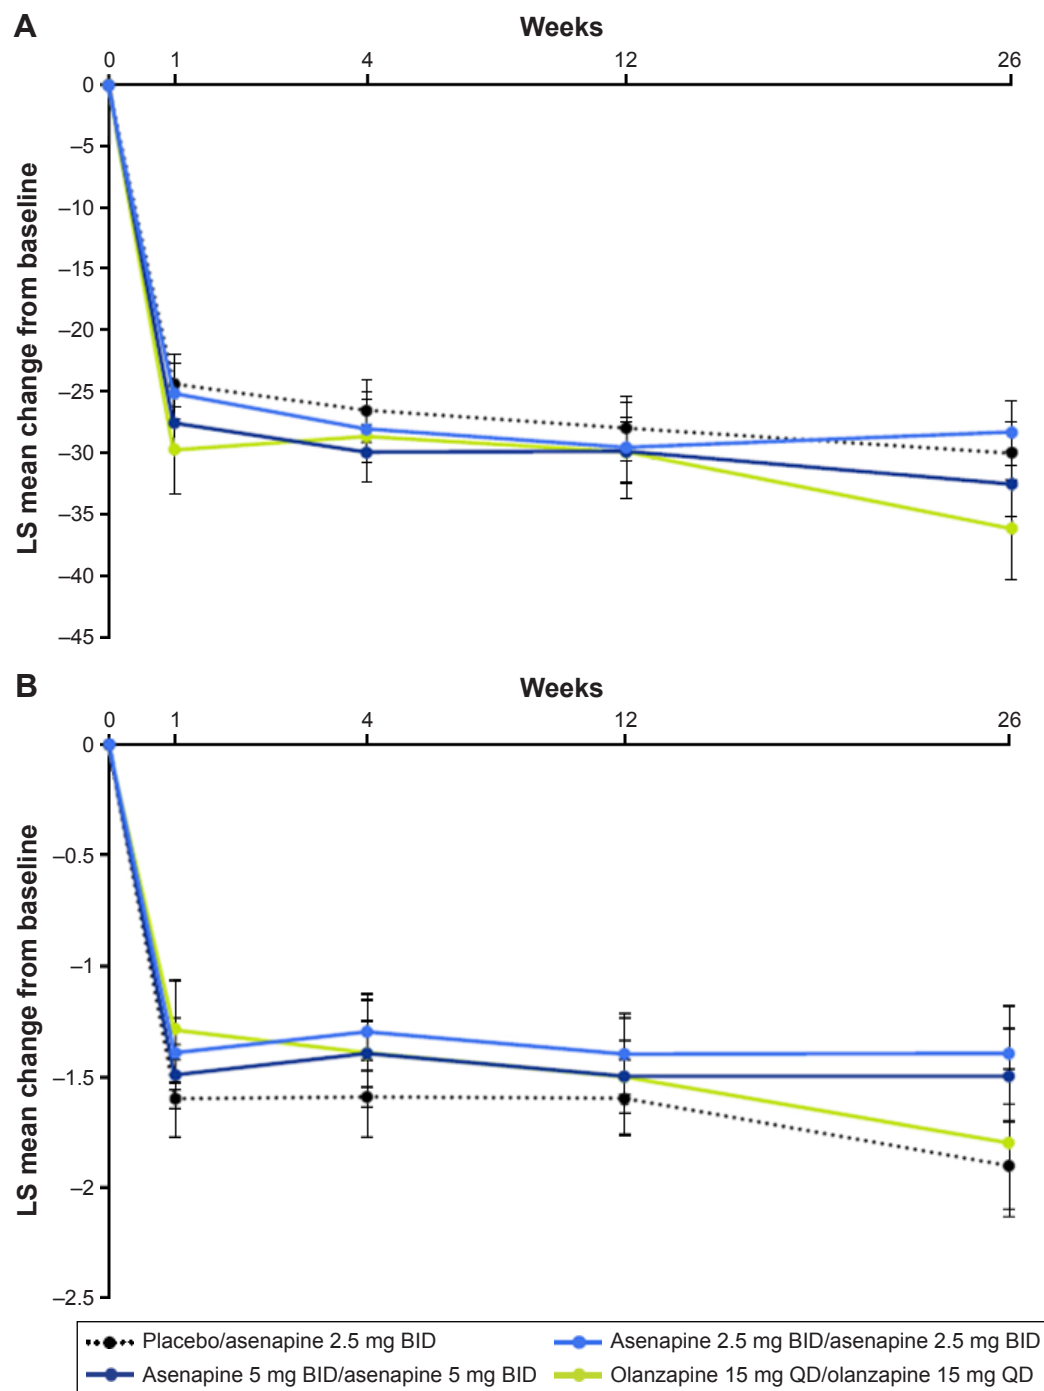 A
Weeks
0 1 4 12 26
LS mean change from baseline
0
–5
–10
–15
–20
–25
–30
–35
–40
–45
B
Weeks
0 1 4 12 26
LS mean change from baseline
0
–0.5
–1
–1.5
–2
–2.5
Placebo/asenapine 2.5 mg BID
Asenapine 2.5 mg BID/asenapine 2.5 mg BID
Asenapine 5 mg BID/asenapine 5 mg BID
Olanzapine 15 mg QD/olanzapine 15 mg QD